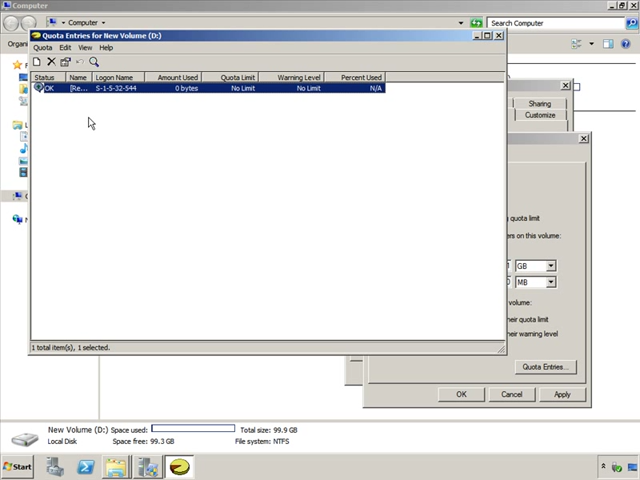 Computer
Computer
Search Computer
Quota Entries for New Volume (D:)
Organi
Quota Edit View Help
Status Name Logon Name Amount Used Quota Limit Warning Level Percent Used
OK [Re... S-1-5-32-544 0 bytes No Limit No Limit N/A
Sharing
Customize
quota limit
ers on this volume:
GB
MB
volume:
heir quota limit
heir warning level
Quota Entries...
1 total item(s), 1 selected.
OK Cancel Apply
New Volume (D:) Space used: Total size: 99.9 GB
Local Disk Space free: 99.3 GB File system: NTFS
Start